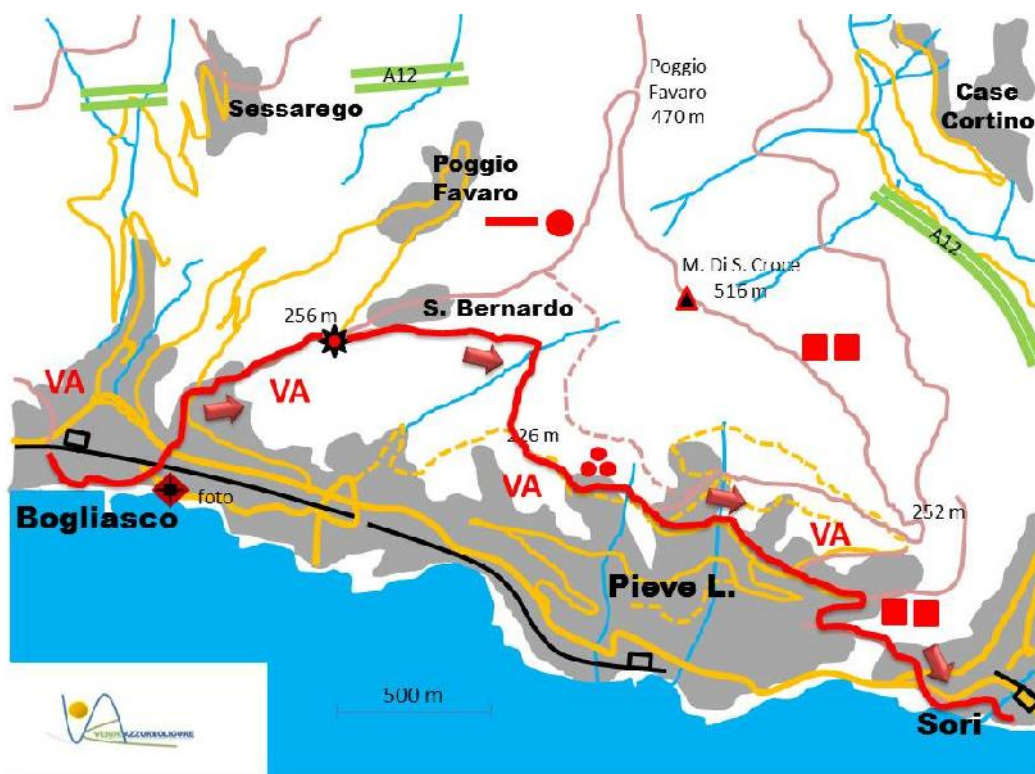 A12
Sessarego
Poggio
Favaro
470 m
Case
Cortino
Poggio
Favaro
A12
M. Di S. Croce
516 m
256 m
S. Bernardo
VA
VA
226 m
VA
foto
Bogliasco
252 m
VA
Pieve L.
500 m
VERDEAZZURROLIGURE
Sori